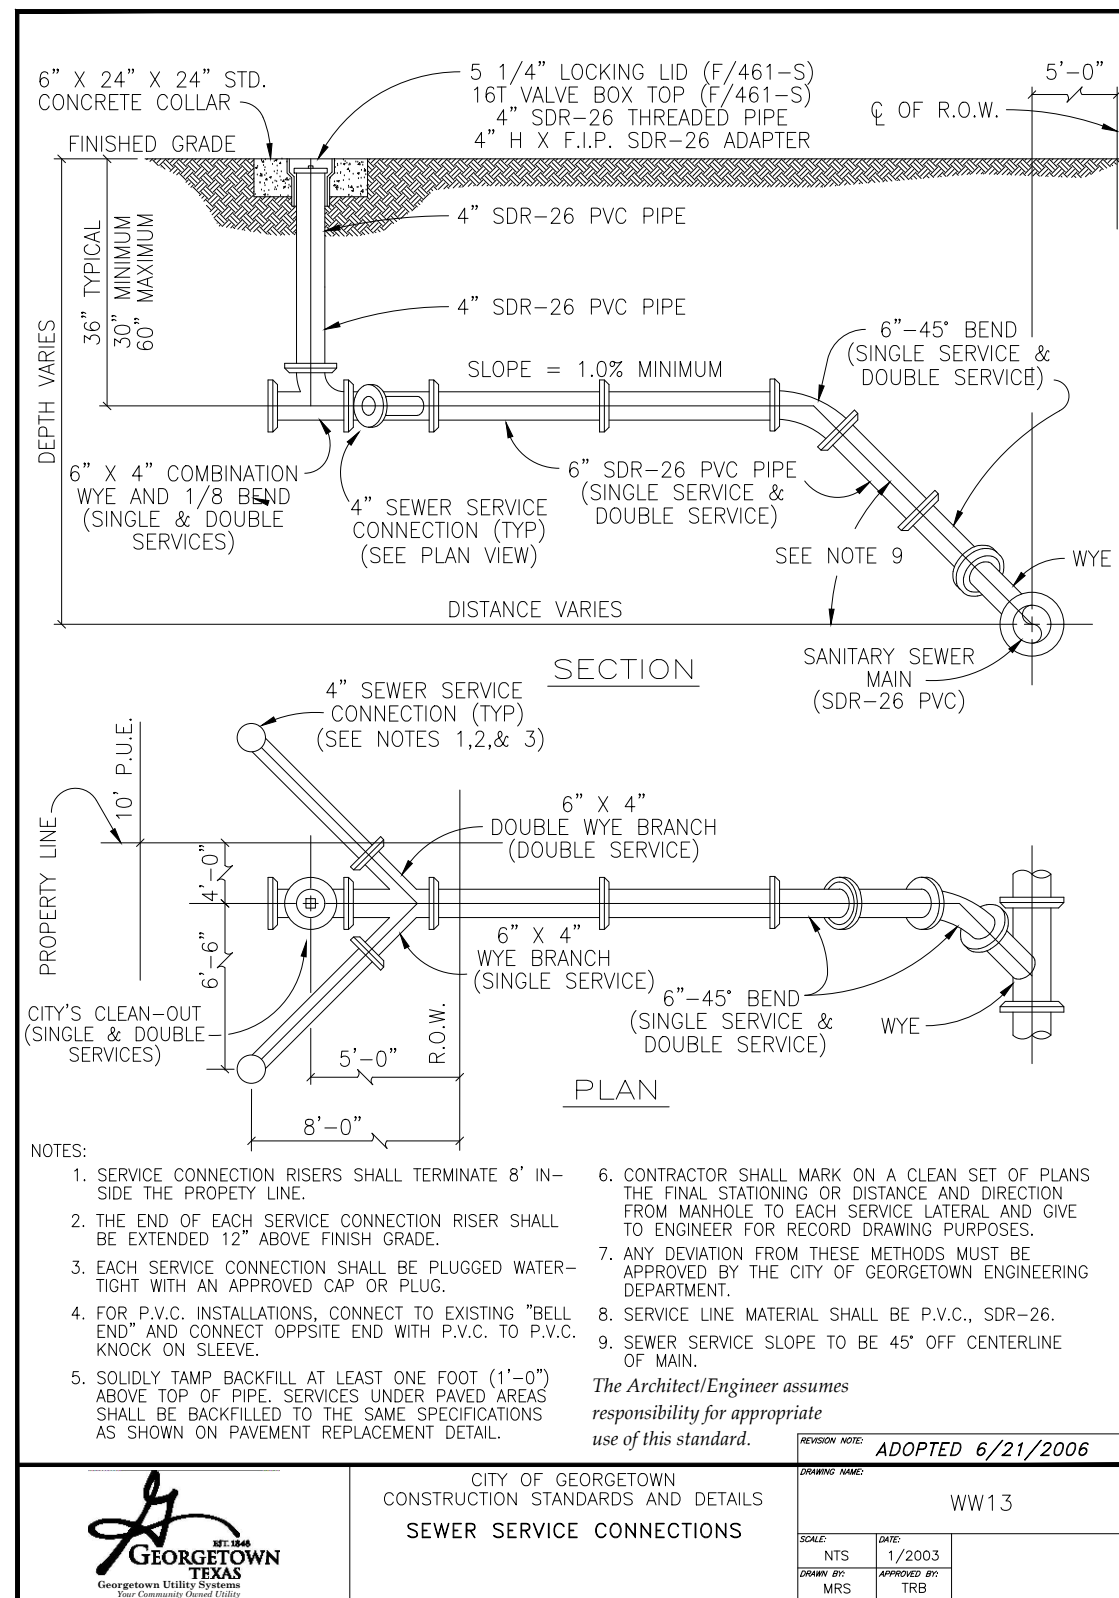 6" X 24" X 24" STD.
CONCRETE COLLAR
FINISHED GRADE
5 1/4" LOCKING LID (F/461-S)
16T VALVE BOX TOP (F/461-S)
4" SDR-26 THREADED PIPE
4" H X F.I.P. SDR-26 ADAPTER
5'-0"
℄ OF R.O.W.
4" SDR-26 PVC PIPE
4" SDR-26 PVC PIPE
DEPTH VARIES
36" TYPICAL
30" MINIMUM
60" MAXIMUM
SLOPE = 1.0% MINIMUM
6"-45° BEND
(SINGLE SERVICE &
DOUBLE SERVICE)
6" X 4" COMBINATION
WYE AND 1/8 BEND
(SINGLE & DOUBLE
SERVICES)
4" SEWER SERVICE
CONNECTION (TYP)
(SEE PLAN VIEW)
6" SDR-26 PVC PIPE
(SINGLE SERVICE &
DOUBLE SERVICE)
SEE NOTE 9
WYE
DISTANCE VARIES
SANITARY SEWER
MAIN
(SDR-26 PVC)
SECTION
4" SEWER SERVICE
CONNECTION (TYP)
(SEE NOTES 1,2,& 3)
10' P.U.E.
PROPERTY LINE
4'-0"
6'-6"
6" X 4"
DOUBLE WYE BRANCH
(DOUBLE SERVICE)
6" X 4"
WYE BRANCH
(SINGLE SERVICE)
CITY'S CLEAN-OUT
(SINGLE & DOUBLE
SERVICES)
6"-45° BEND
(SINGLE SERVICE &
DOUBLE SERVICE)
WYE
R.O.W.
5'-0"
8'-0"
PLAN
NOTES:
1. SERVICE CONNECTION RISERS SHALL TERMINATE 8' IN-
SIDE THE PROPETY LINE.
2. THE END OF EACH SERVICE CONNECTION RISER SHALL
BE EXTENDED 12" ABOVE FINISH GRADE.
3. EACH SERVICE CONNECTION SHALL BE PLUGGED WATER-
TIGHT WITH AN APPROVED CAP OR PLUG.
4. FOR P.V.C. INSTALLATIONS, CONNECT TO EXISTING "BELL
END" AND CONNECT OPPSITE END WITH P.V.C. TO P.V.C.
KNOCK ON SLEEVE.
5. SOLIDLY TAMP BACKFILL AT LEAST ONE FOOT (1'-0")
ABOVE TOP OF PIPE. SERVICES UNDER PAVED AREAS
SHALL BE BACKFILLED TO THE SAME SPECIFICATIONS
AS SHOWN ON PAVEMENT REPLACEMENT DETAIL.
6. CONTRACTOR SHALL MARK ON A CLEAN SET OF PLANS
THE FINAL STATIONING OR DISTANCE AND DIRECTION
FROM MANHOLE TO EACH SERVICE LATERAL AND GIVE
TO ENGINEER FOR RECORD DRAWING PURPOSES.
7. ANY DEVIATION FROM THESE METHODS MUST BE
APPROVED BY THE CITY OF GEORGETOWN ENGINEERING
DEPARTMENT.
8. SERVICE LINE MATERIAL SHALL BE P.V.C., SDR-26.
9. SEWER SERVICE SLOPE TO BE 45° OFF CENTERLINE
OF MAIN.
The Architect/Engineer assumes
responsibility for appropriate
use of this standard.
REVISION NOTE:
ADOPTED 6/21/2006
EST. 1848
GEORGETOWN
TEXAS
Georgetown Utility Systems
Your Community Owned Utility
CITY OF GEORGETOWN
CONSTRUCTION STANDARDS AND DETAILS
SEWER SERVICE CONNECTIONS
DRAWING NAME:
WW13
SCALE:
NTS
DATE:
1/2003
DRAWN BY:
MRS
APPROVED BY:
TRB